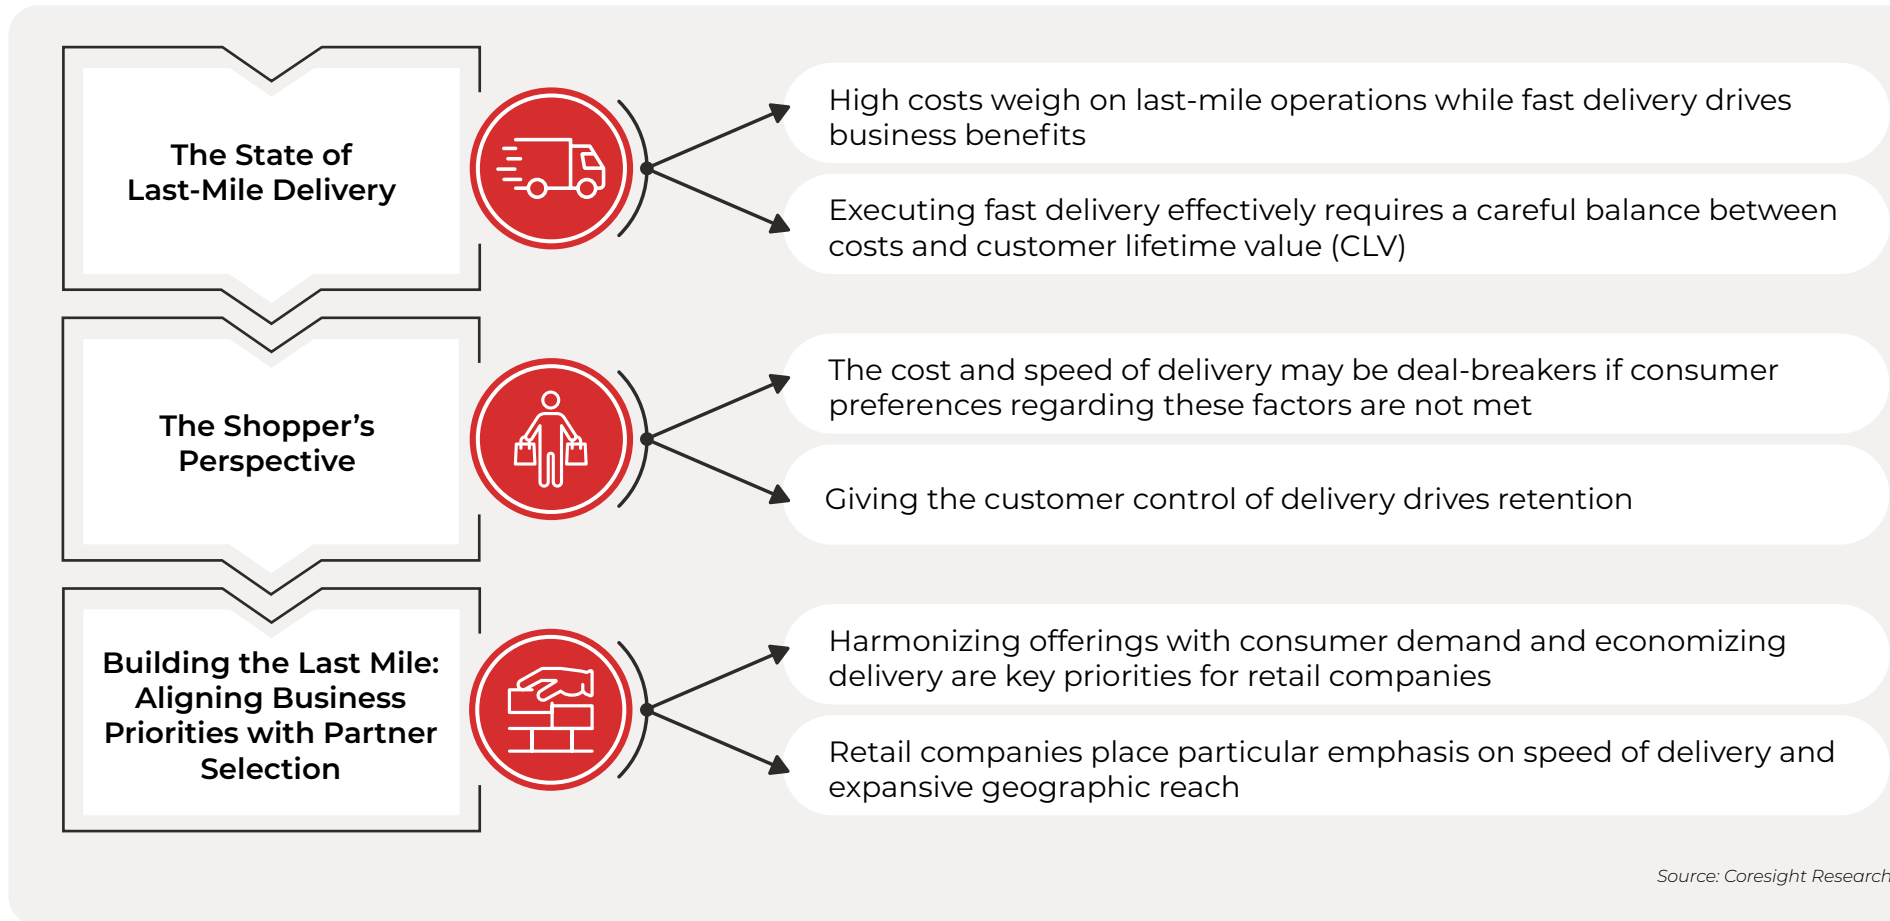 The State of
Last-Mile Delivery
High costs weigh on last-mile operations while fast delivery drives
business benefits
Executing fast delivery effectively requires a careful balance between
costs and customer lifetime value (CLV)
The Shopper’s
Perspective
The cost and speed of delivery may be deal-breakers if consumer
preferences regarding these factors are not met
Giving the customer control of delivery drives retention
Building the Last Mile:
Aligning Business
Priorities with Partner
Selection
Harmonizing offerings with consumer demand and economizing
delivery are key priorities for retail companies
Retail companies place particular emphasis on speed of delivery and
expansive geographic reach
Source: Coresight Research